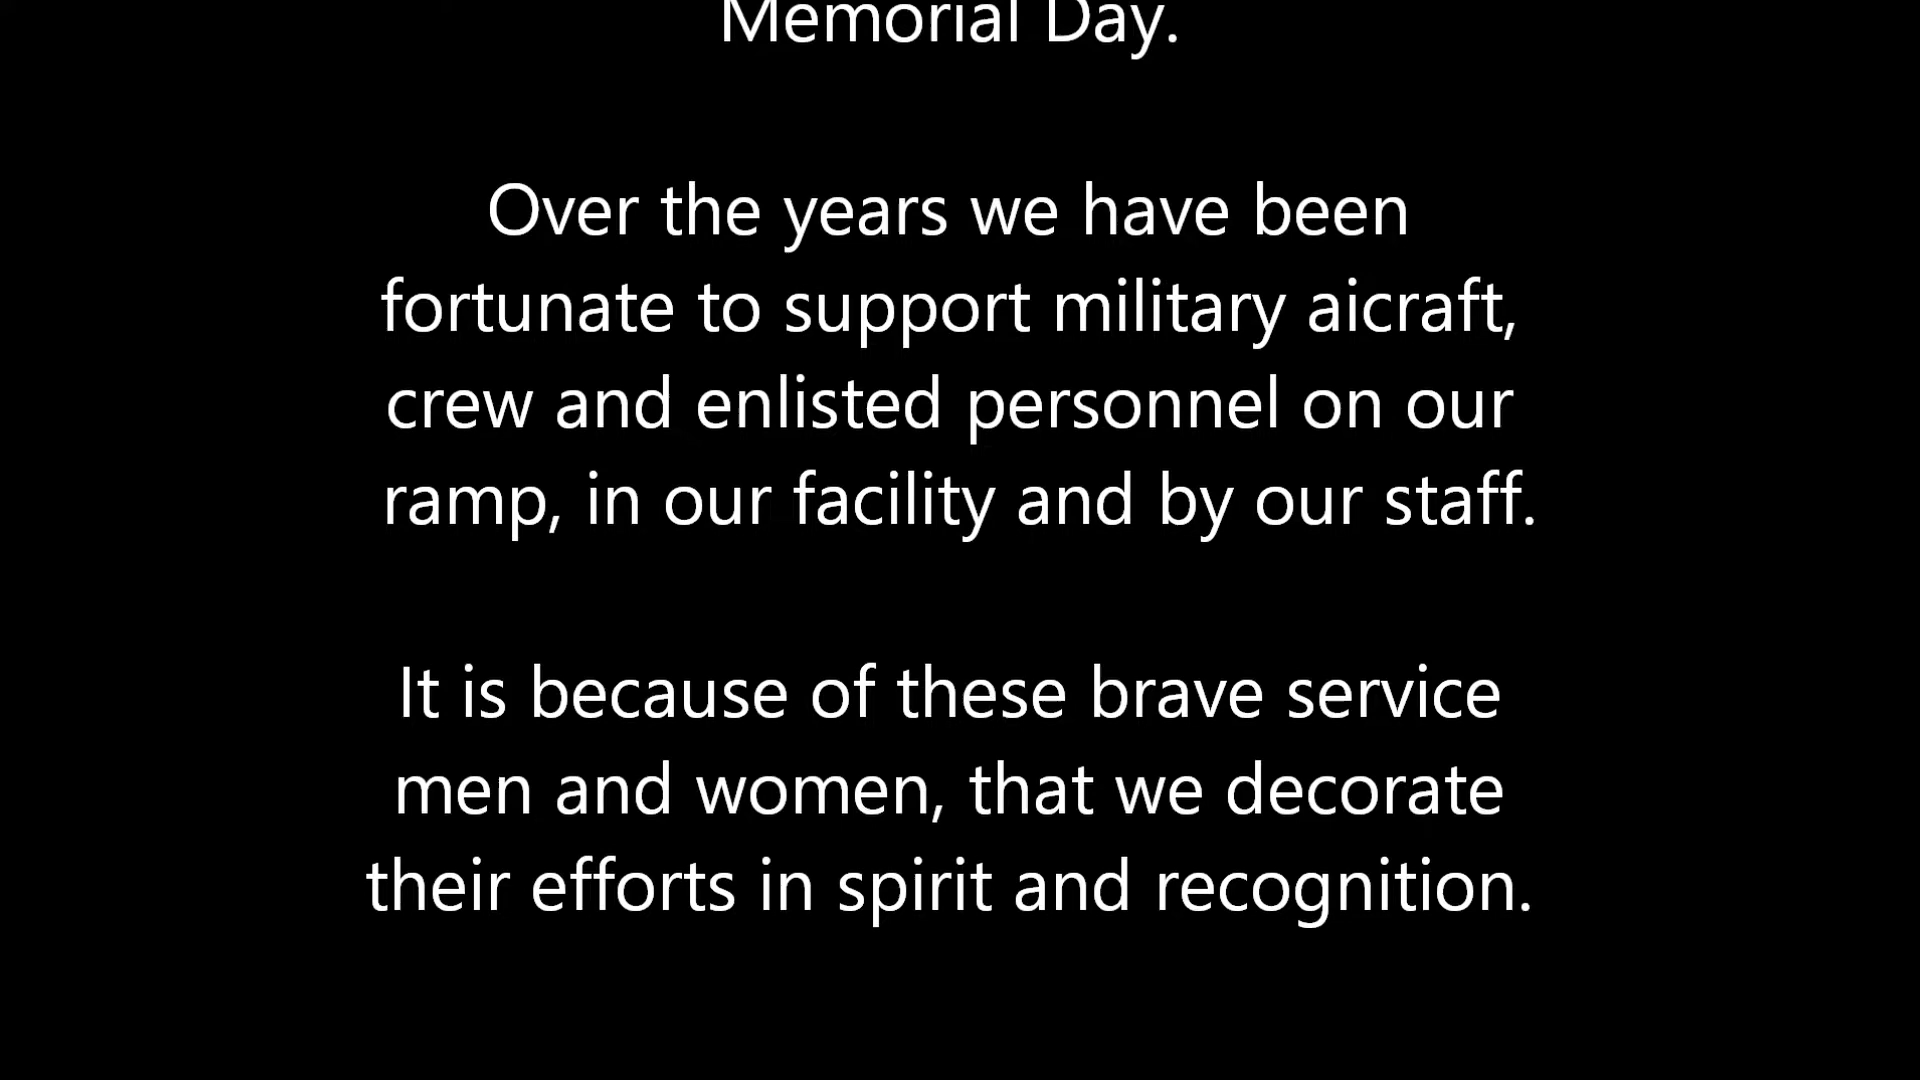 Memorial Day.
Over the years we have been
fortunate to support military aicraft,
crew and enlisted personnel on our
ramp, in our facility and by our staff.
It is because of these brave service
men and women, that we decorate
their efforts in spirit and recognition.